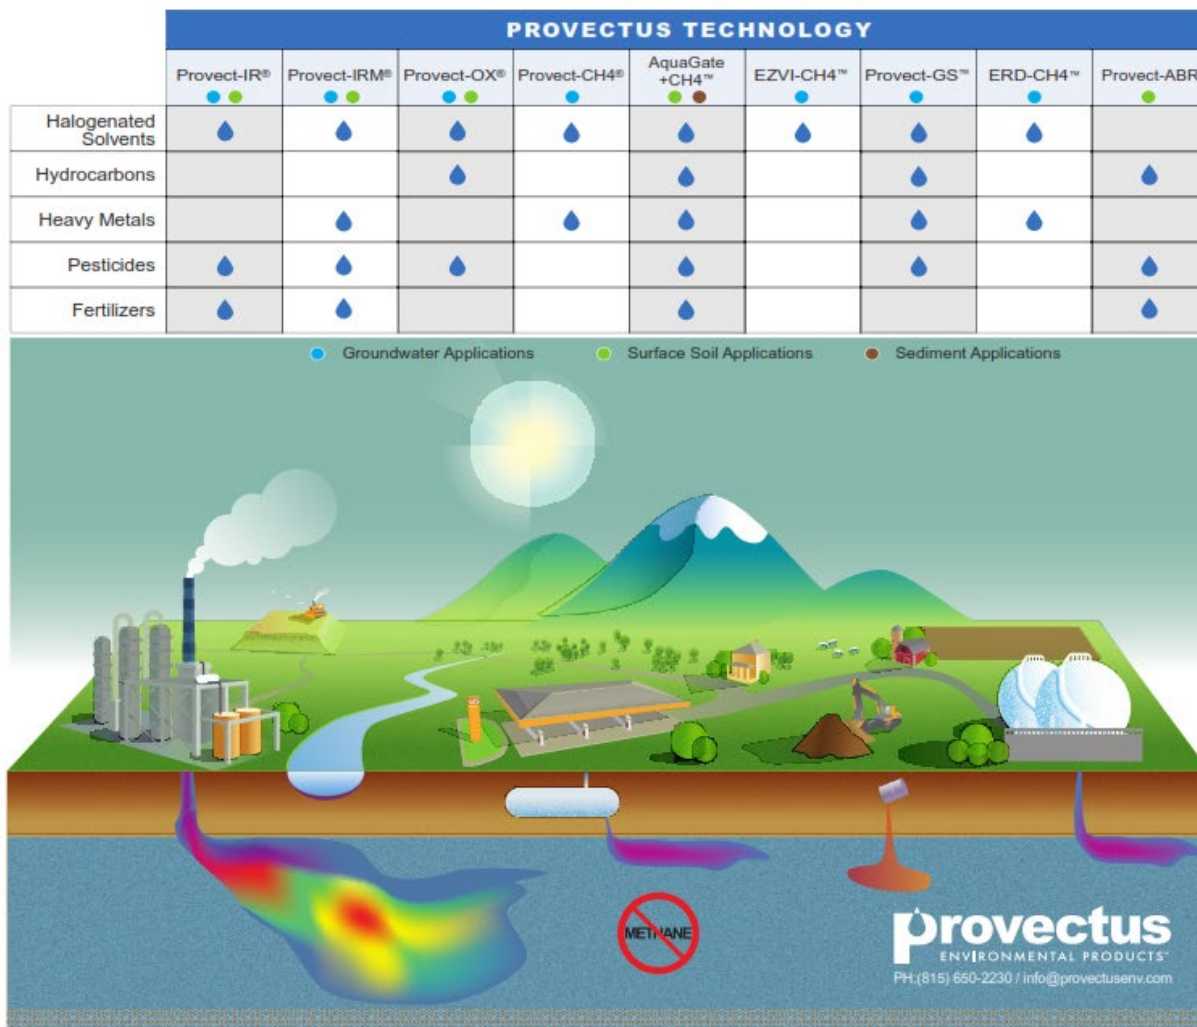 PROVECTUS TECHNOLOGY
Provect-IR® Provect-IRM® Provect-OX® Provect-CH4® AquaGate +CH4™ EZVI-CH4™ Provect-GS™ ERD-CH4™ Provect-ABR
Halogenated
Solvents
Hydrocarbons
Heavy Metals
Pesticides
Fertilizers
Groundwater Applications Surface Soil Applications Sediment Applications
METHANE
provectus
ENVIRONMENTAL PRODUCTS™
PH:(815) 650-2230 / info@provectusenv.com